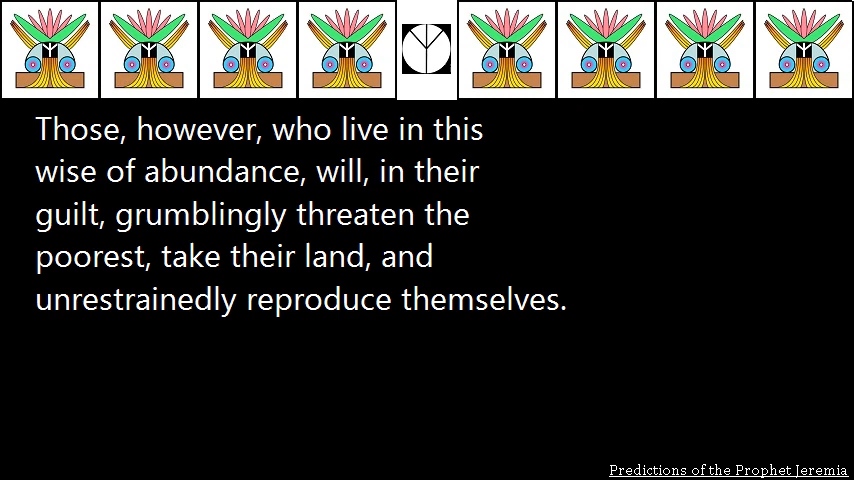 Those, however, who live in this
wise of abundance, will, in their
guilt, grumblingly threaten the
poorest, take their land, and
unrestrainedly reproduce themselves.
Predictions of the Prophet Jeremia